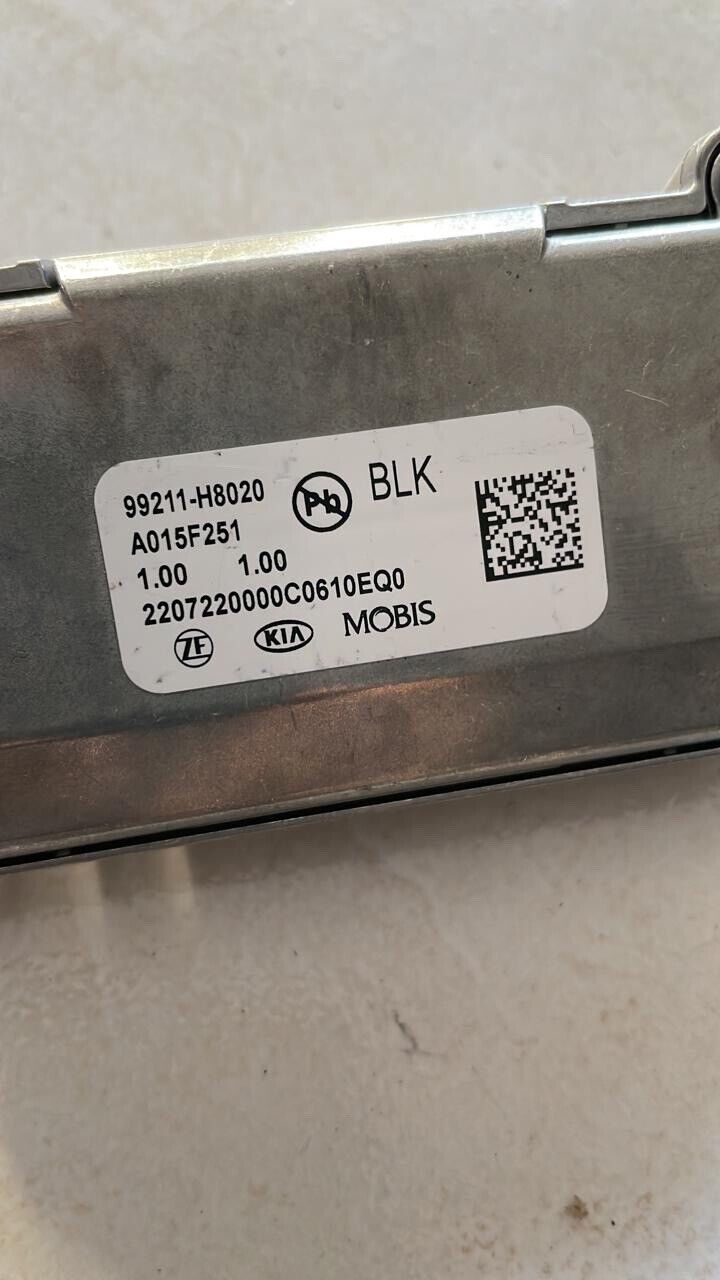 99211-H8020
Pb
BLK
A015F251
1.00 1.00
2207220000C0610EQ0
ZF KIA MOBIS